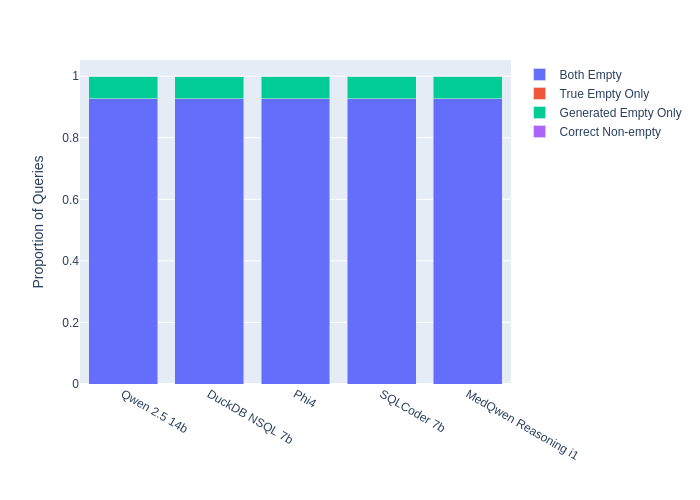 Proportion of Queries
1
0.8
0.6
0.4
0.2
0
Qwen 2.5 14b
DuckDB NSQL 7b
Phi4
SQLCoder 7b
MedQwen Reasoning i1
Both Empty
True Empty Only
Generated Empty Only
Correct Non-empty